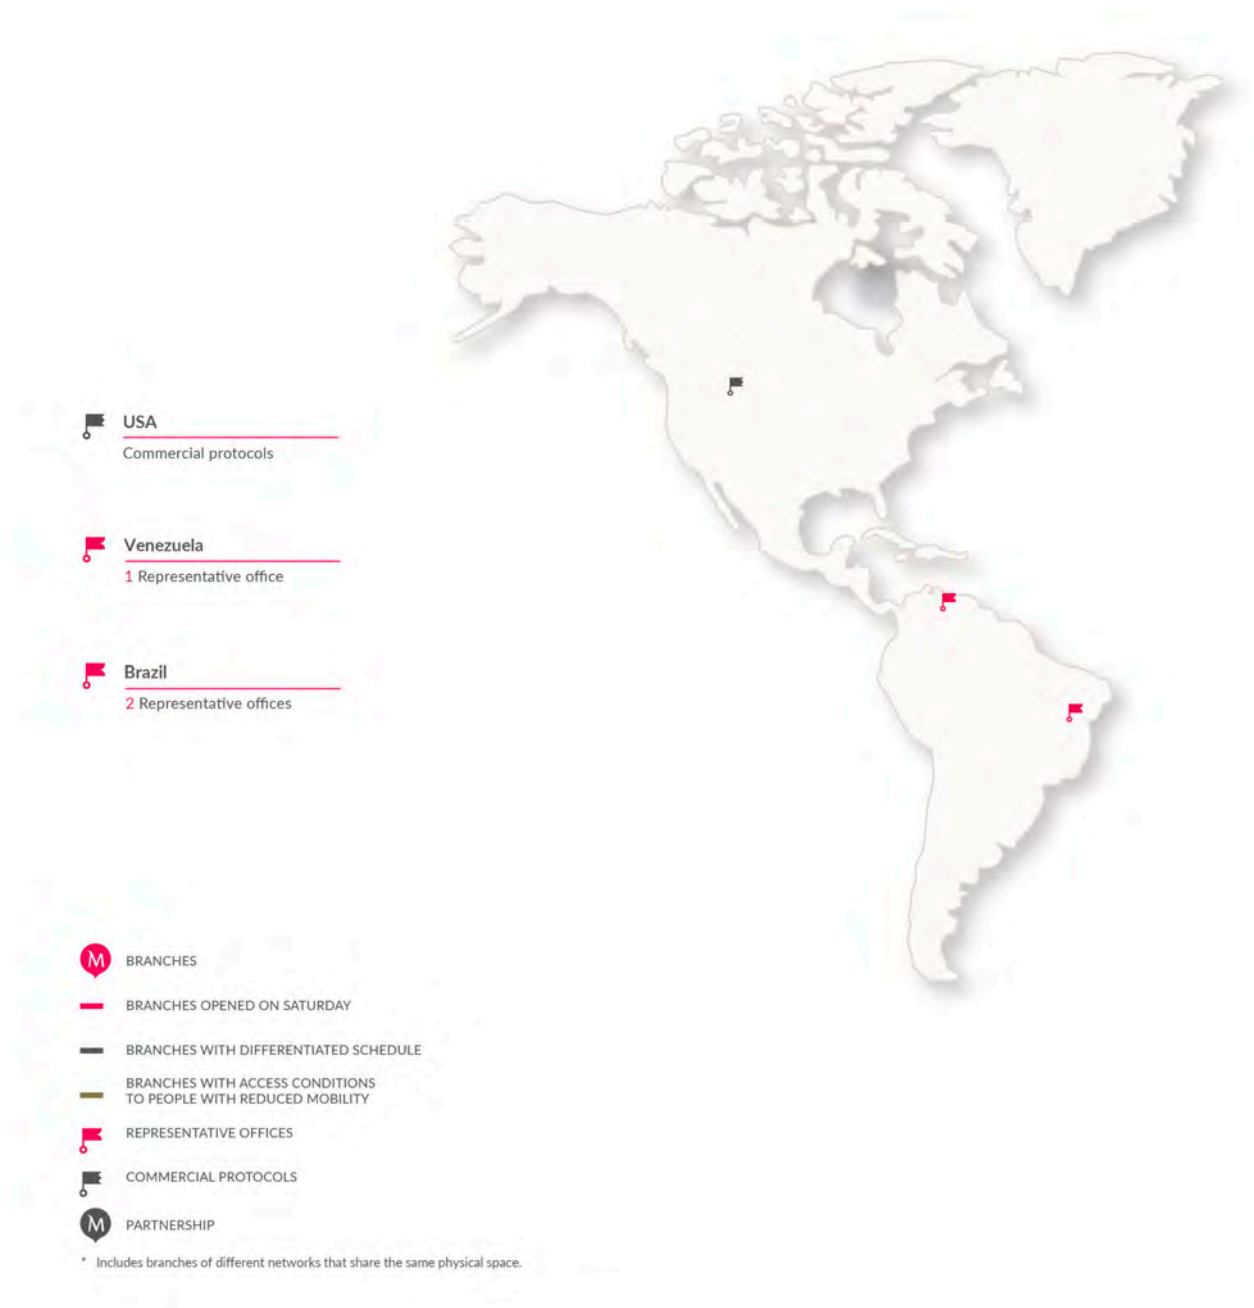 USA
Commercial protocols
Venezuela
1 Representative office
Brazil
2 Representative offices
M BRANCHES
BRANCHES OPENED ON SATURDAY
BRANCHES WITH DIFFERENTIATED SCHEDULE
BRANCHES WITH ACCESS CONDITIONS
TO PEOPLE WITH REDUCED MOBILITY
REPRESENTATIVE OFFICES
COMMERCIAL PROTOCOLS
M PARTNERSHIP
* Includes branches of different networks that share the same physical space.